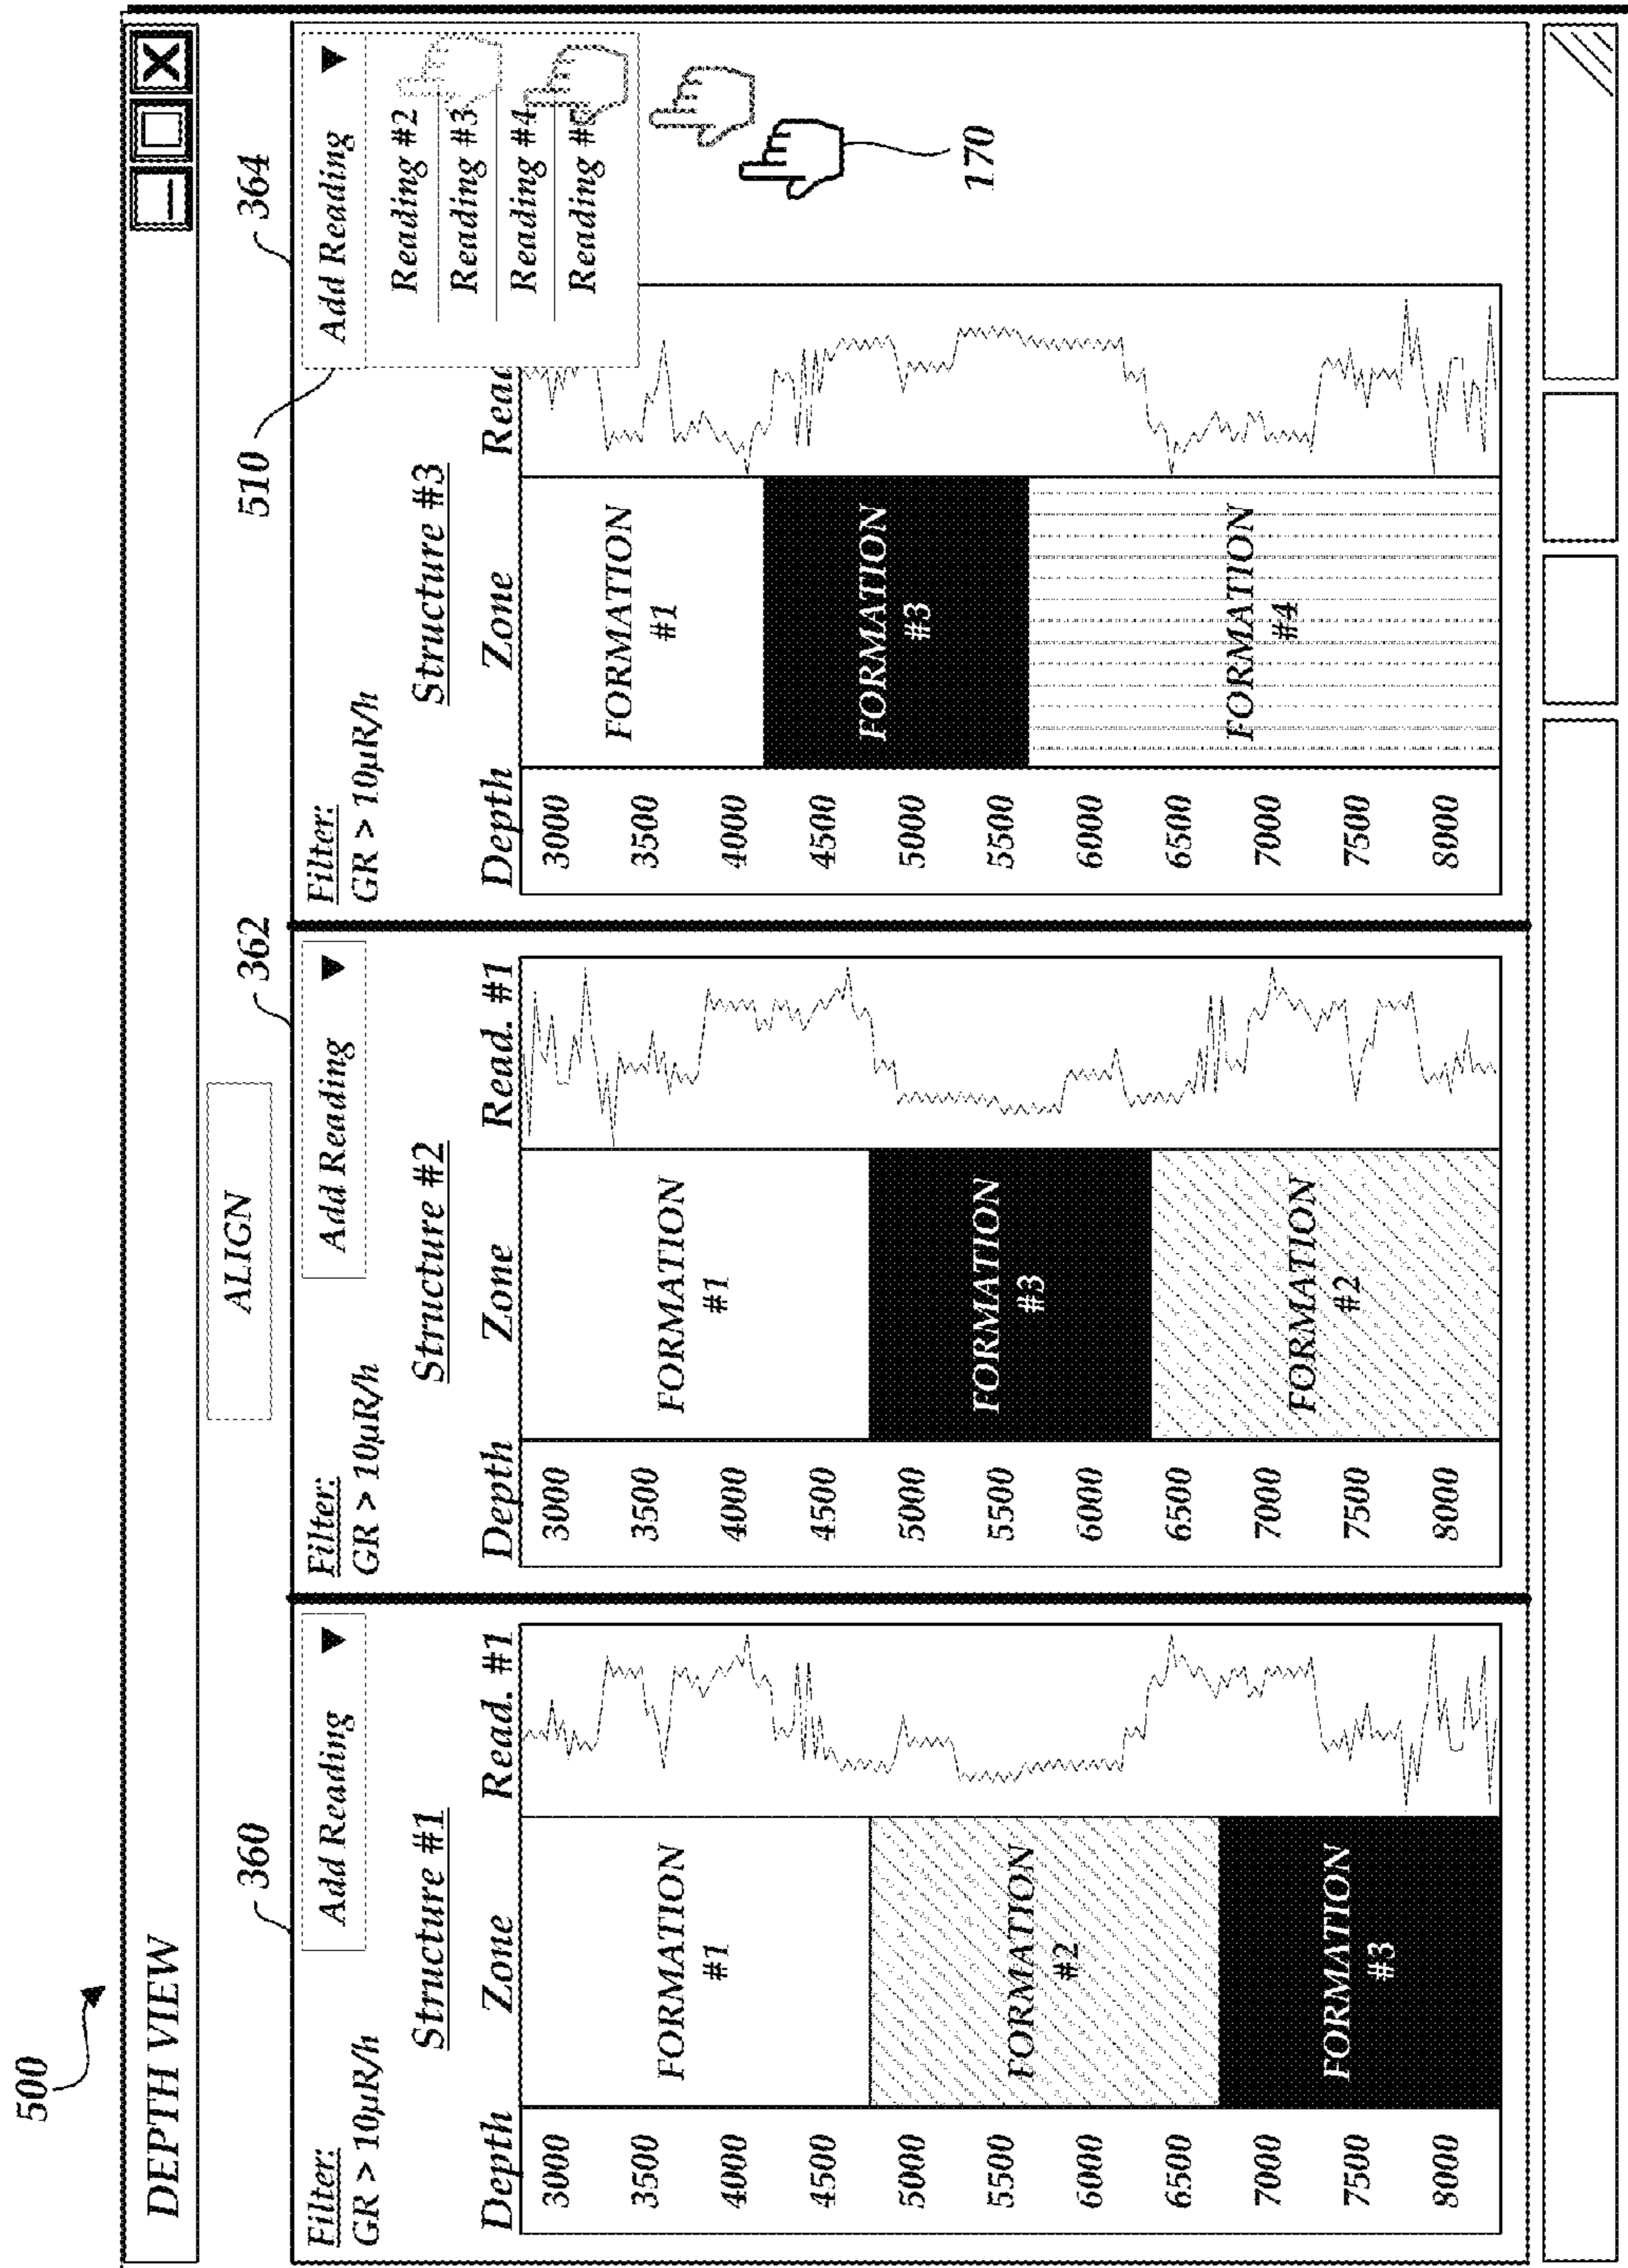 500
DEPTH VIEW
ALIGN
360
362
364
510
Filter:
GR > 10µR/h
Add Reading
Structure #1
Depth Zone Read. #1
3000
3500
4000
4500
5000
5500
6000
6500
7000
7500
8000
FORMATION
#1
FORMATION
#2
FORMATION
#3
Filter:
GR > 10µR/h
Add Reading
Structure #2
Depth Zone Read. #1
3000
3500
4000
4500
5000
5500
6000
6500
7000
7500
8000
FORMATION
#1
FORMATION
#3
FORMATION
#2
Filter:
GR > 10µR/h
Add Reading
Reading #2
Reading #3
Reading #4
Reading #
Structure #3
Depth Zone Read
3000
3500
4000
4500
5000
5500
6000
6500
7000
7500
8000
FORMATION
#1
FORMATION
#3
FORMATION
#4
170